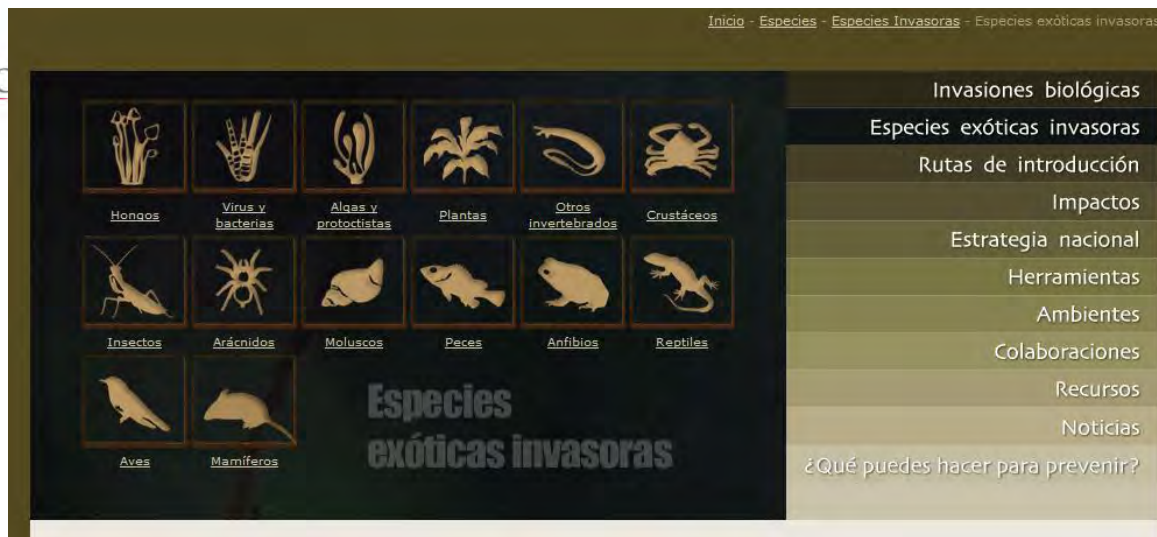 Inicio - Especies - Especies Invasoras - Especies exóticas invasoras
Invasiones biológicas
Especies exóticas invasoras
Rutas de introducción
Impactos
Estrategia nacional
Herramientas
Ambientes
Colaboraciones
Recursos
Noticias
¿Qué puedes hacer para prevenir?
Hongos
Virus y
bacterias
Algas y
protoctistas
Plantas
Otros
invertebrados
Crustáceos
Insectos
Arácnidos
Moluscos
Peces
Anfibios
Reptiles
Aves
Mamíferos
Especies
exóticas invasoras